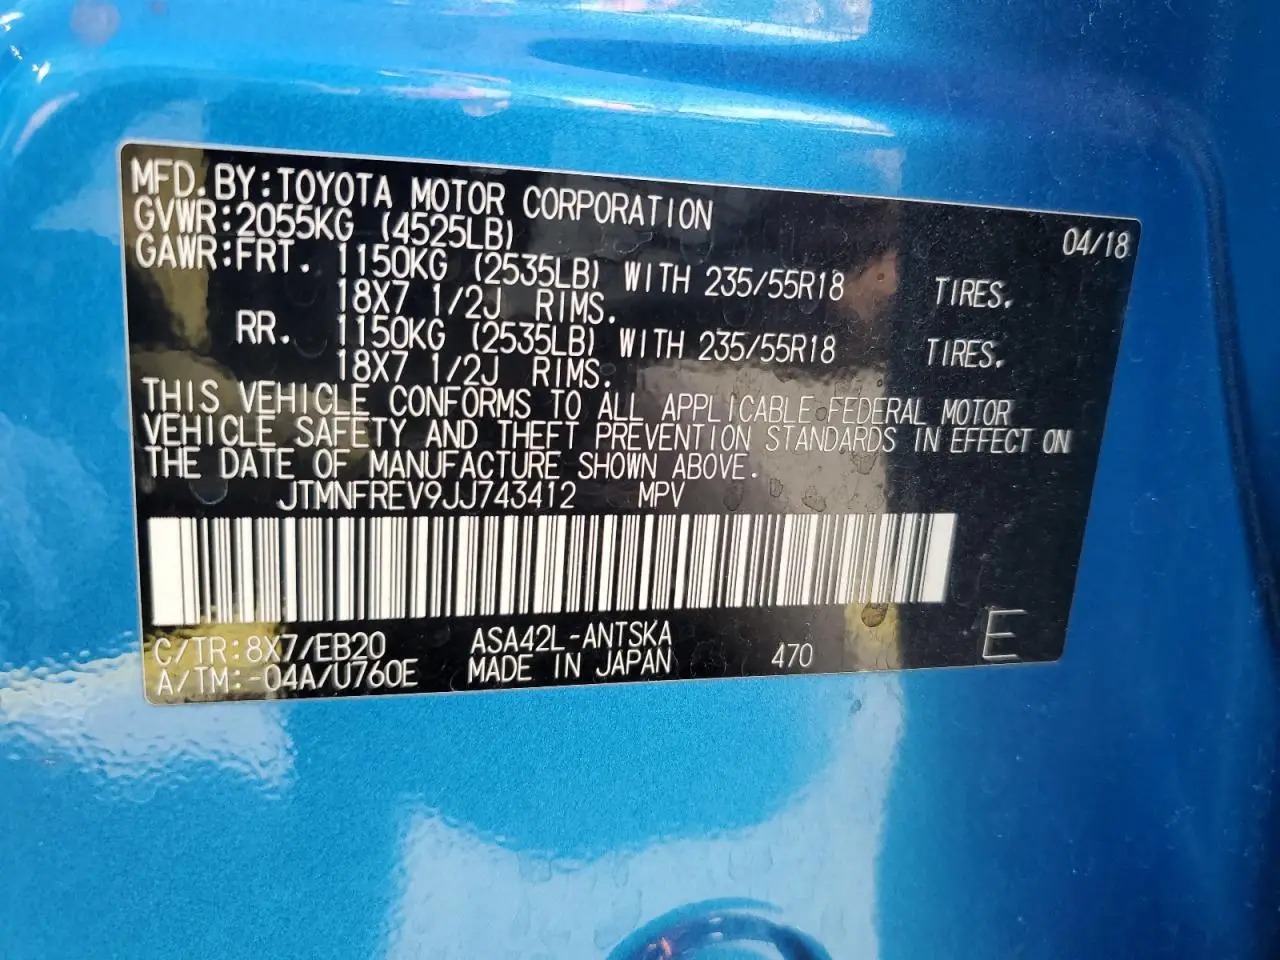 MFD.BY:TOYOTA MOTOR CORPORATION 04/18
GVWR:2055KG (4525LB)
GAWR:FRT. 1150KG (2535LB) WITH 235/55R18 TIRES,
18X7 1/2J RIMS.
RR. 1150KG (2535LB) WITH 235/55R18 TIRES,
18X7 1/2J RIMS.
THIS VEHICLE CONFORMS TO ALL APPLICABLE FEDERAL MOTOR
VEHICLE SAFETY AND THEFT PREVENTION STANDARDS IN EFFECT ON
THE DATE OF MANUFACTURE SHOWN ABOVE.
JTMNFREV9JJ743412 MPV
C/TR:8X7/EB20 ASA42L-ANTSKA
A/TM:-04A/U760E MADE IN JAPAN 470 E